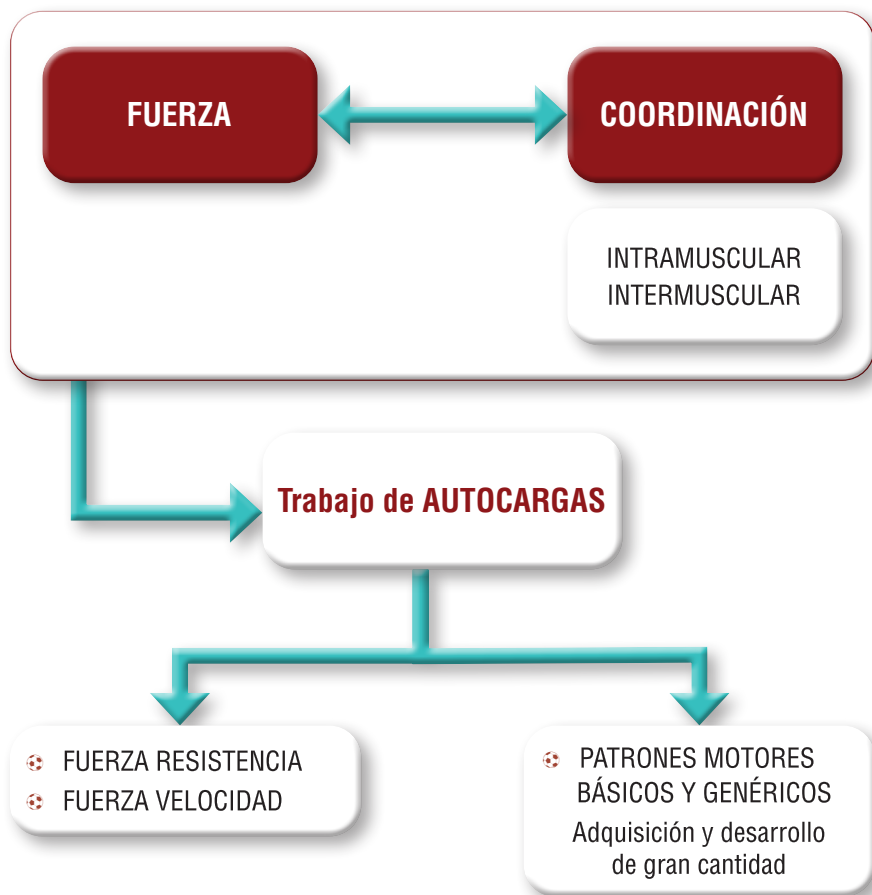 FUERZA
COORDINACIÓN
INTRAMUSCULAR
INTERMUSCULAR
Trabajo de AUTOCARGAS
FUERZA RESISTENCIA
FUERZA VELOCIDAD
PATRONES MOTORES
BÁSICOS Y GENÉRICOS
Adquisición y desarrollo
de gran cantidad